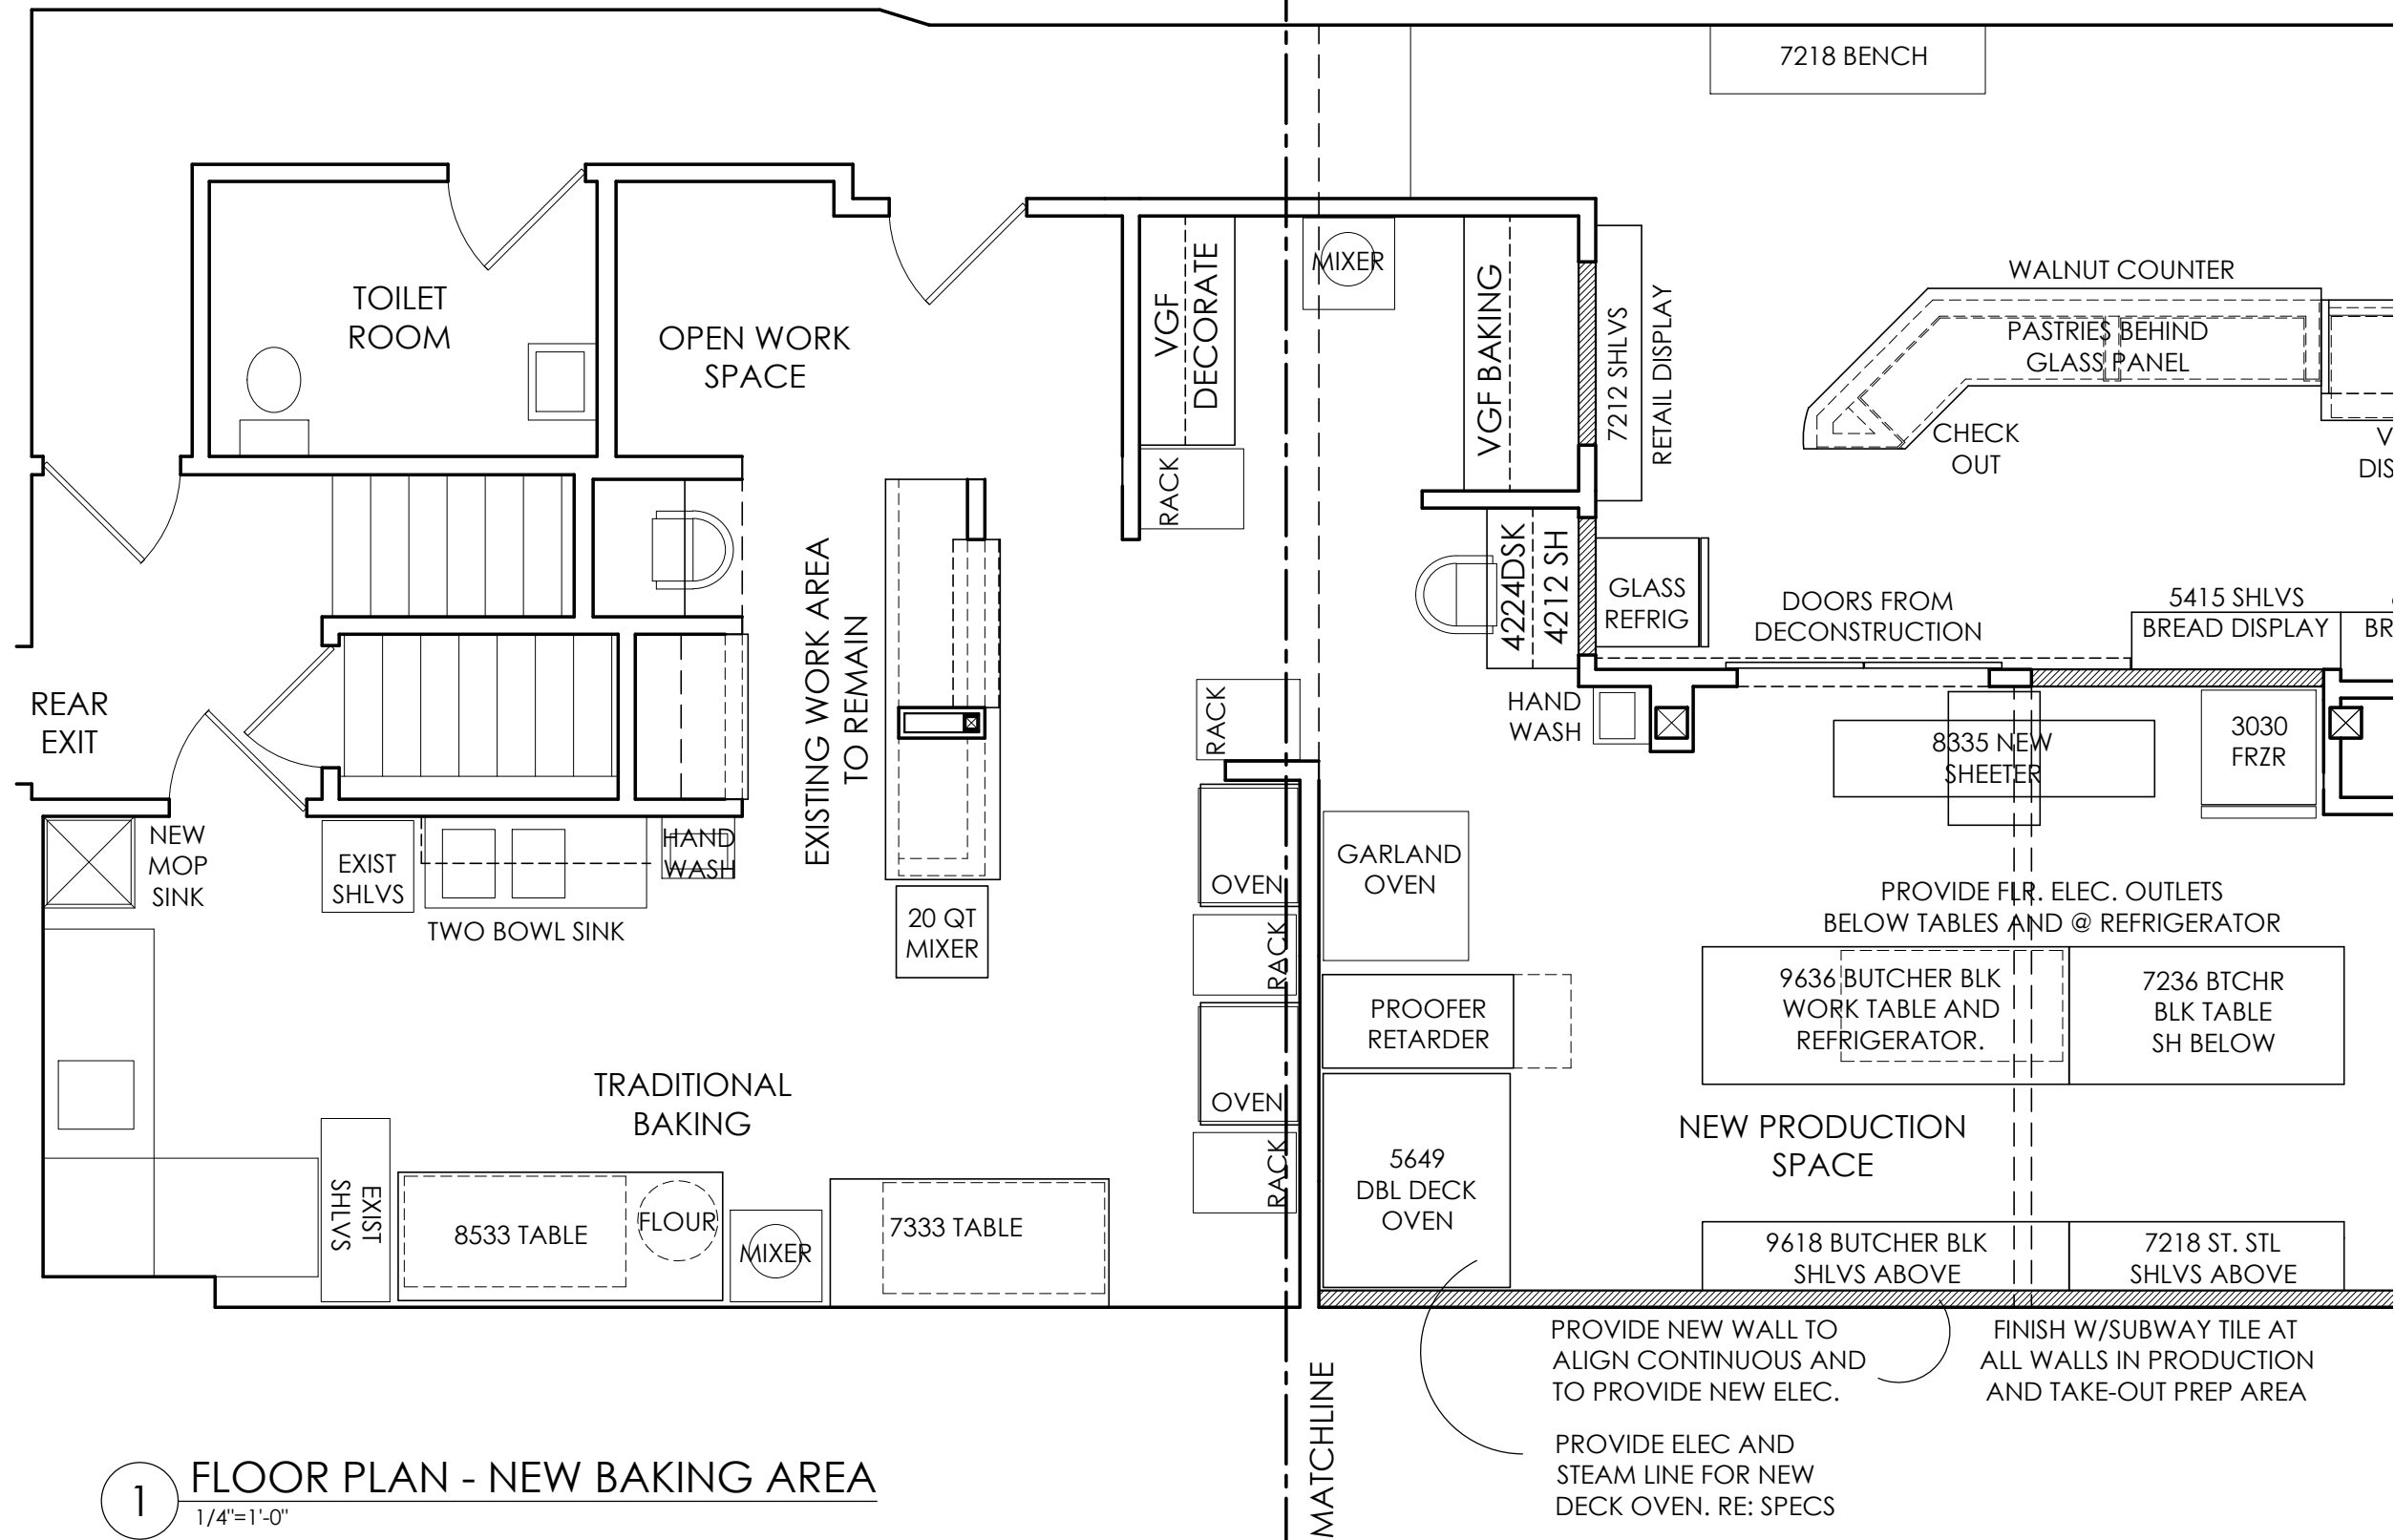 7218 BENCH
TOILET
ROOM
OPEN WORK
SPACE
VGF
DECORATE
MIXER
VGF BAKING
7212 SHLVS
RETAIL DISPLAY
WALNUT COUNTER
PASTRIES BEHIND
GLASS PANEL
CHECK
OUT
V
DIS
RACK
EXISTING WORK AREA
TO REMAIN
4224DSK
4212 SH
GLASS
REFRIG
DOORS FROM
DECONSTRUCTION
5415 SHLVS
BREAD DISPLAY
BR
REAR
EXIT
RACK
HAND
WASH
8335 NEW
SHEETER
3030
FRZR
NEW
MOP
SINK
EXIST
SHLVS
TWO BOWL SINK
HAND
WASH
20 QT
MIXER
OVEN
RACK
OVEN
RACK
GARLAND
OVEN
PROOFER
RETARDER
5649
DBL DECK
OVEN
PROVIDE FLR. ELEC. OUTLETS
BELOW TABLES AND @ REFRIGERATOR
9636 BUTCHER BLK
WORK TABLE AND
REFRIGERATOR.
7236 BTCHR
BLK TABLE
SH BELOW
NEW PRODUCTION
SPACE
TRADITIONAL
BAKING
EXIST
SHLVS
8533 TABLE
FLOUR
MIXER
7333 TABLE
9618 BUTCHER BLK
SHLVS ABOVE
7218 ST. STL
SHLVS ABOVE
PROVIDE NEW WALL TO
ALIGN CONTINUOUS AND
TO PROVIDE NEW ELEC.
FINISH W/SUBWAY TILE AT
ALL WALLS IN PRODUCTION
AND TAKE-OUT PREP AREA
PROVIDE ELEC AND
STEAM LINE FOR NEW
DECK OVEN. RE: SPECS
MATCHLINE
1
FLOOR PLAN - NEW BAKING AREA
1/4"=1'-0"